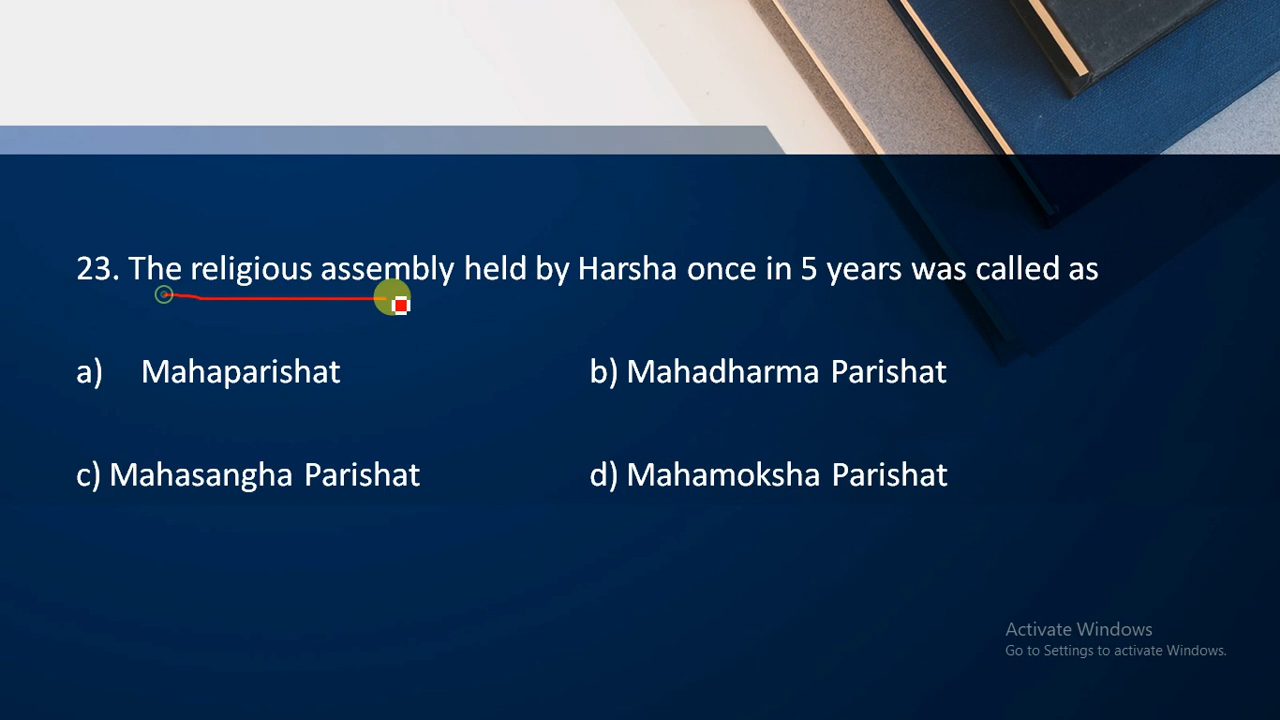 23. The religious assembly held by Harsha once in 5 years was called as
a) Mahaparishat b) Mahadharma Parishat
c) Mahasangha Parishat d) Mahamoksha Parishat
Activate Windows
Go to Settings to activate Windows.